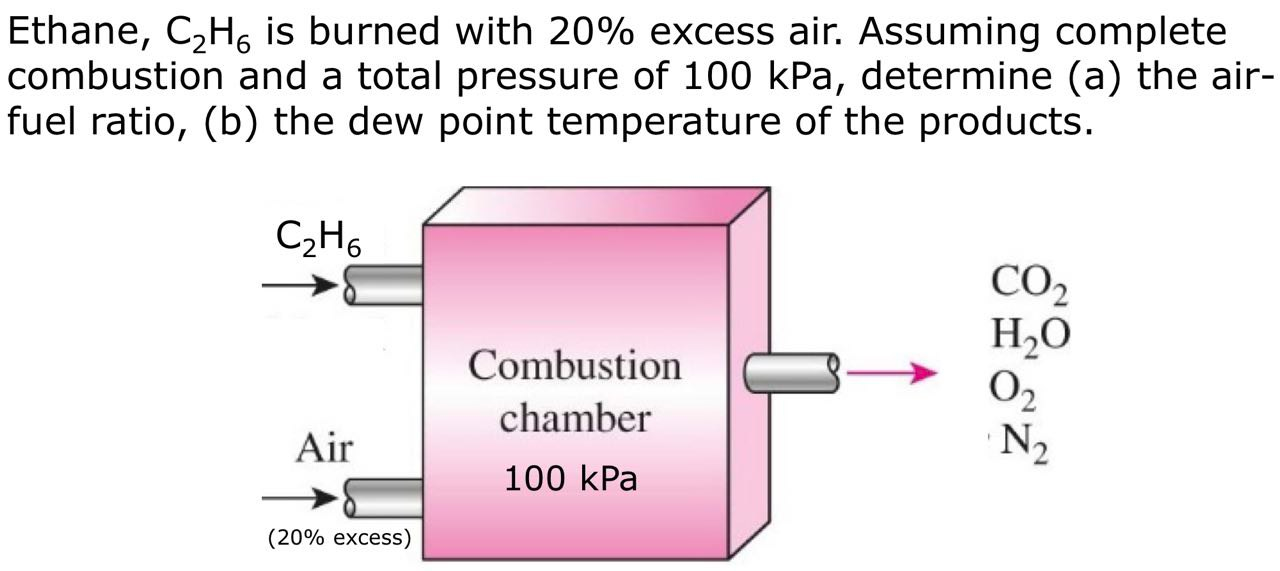 Ethane, C₂H₆ is burned with 20% excess air. Assuming complete
combustion and a total pressure of 100 kPa, determine (a) the air-
fuel ratio, (b) the dew point temperature of the products.
C₂H₆
CO₂
H₂O
O₂
N₂
Combustion
chamber
100 kPa
Air
(20% excess)